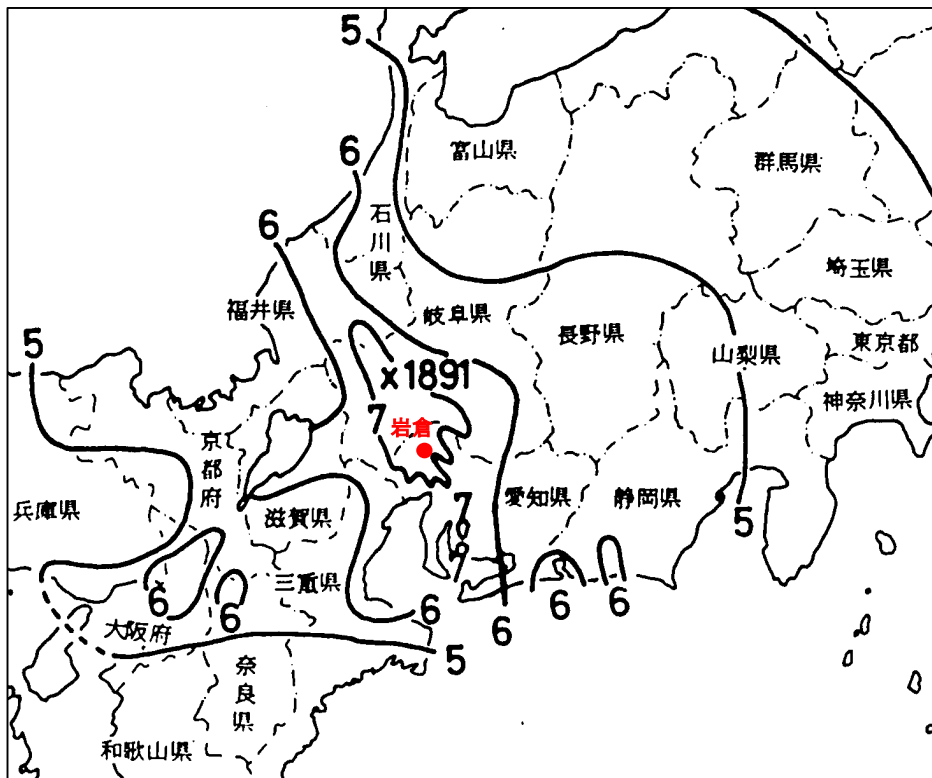 5
富山県
群馬県
6
石川県
6
埼玉県
福井県
岐阜県
長野県
5
山梨県
東京都
x1891
神奈川県
7
岩倉
京都府
兵庫県
滋賀県
7
愛知県
静岡県
5
三重県
6
6
6
6
6
6
大阪府
5
奈良県
和歌山県